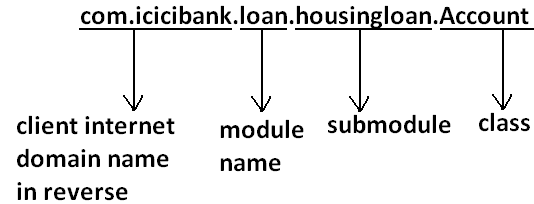 com.icicibank.loan.housingloan.Account
client internet
domain name
in reverse
module
name
submodule
class